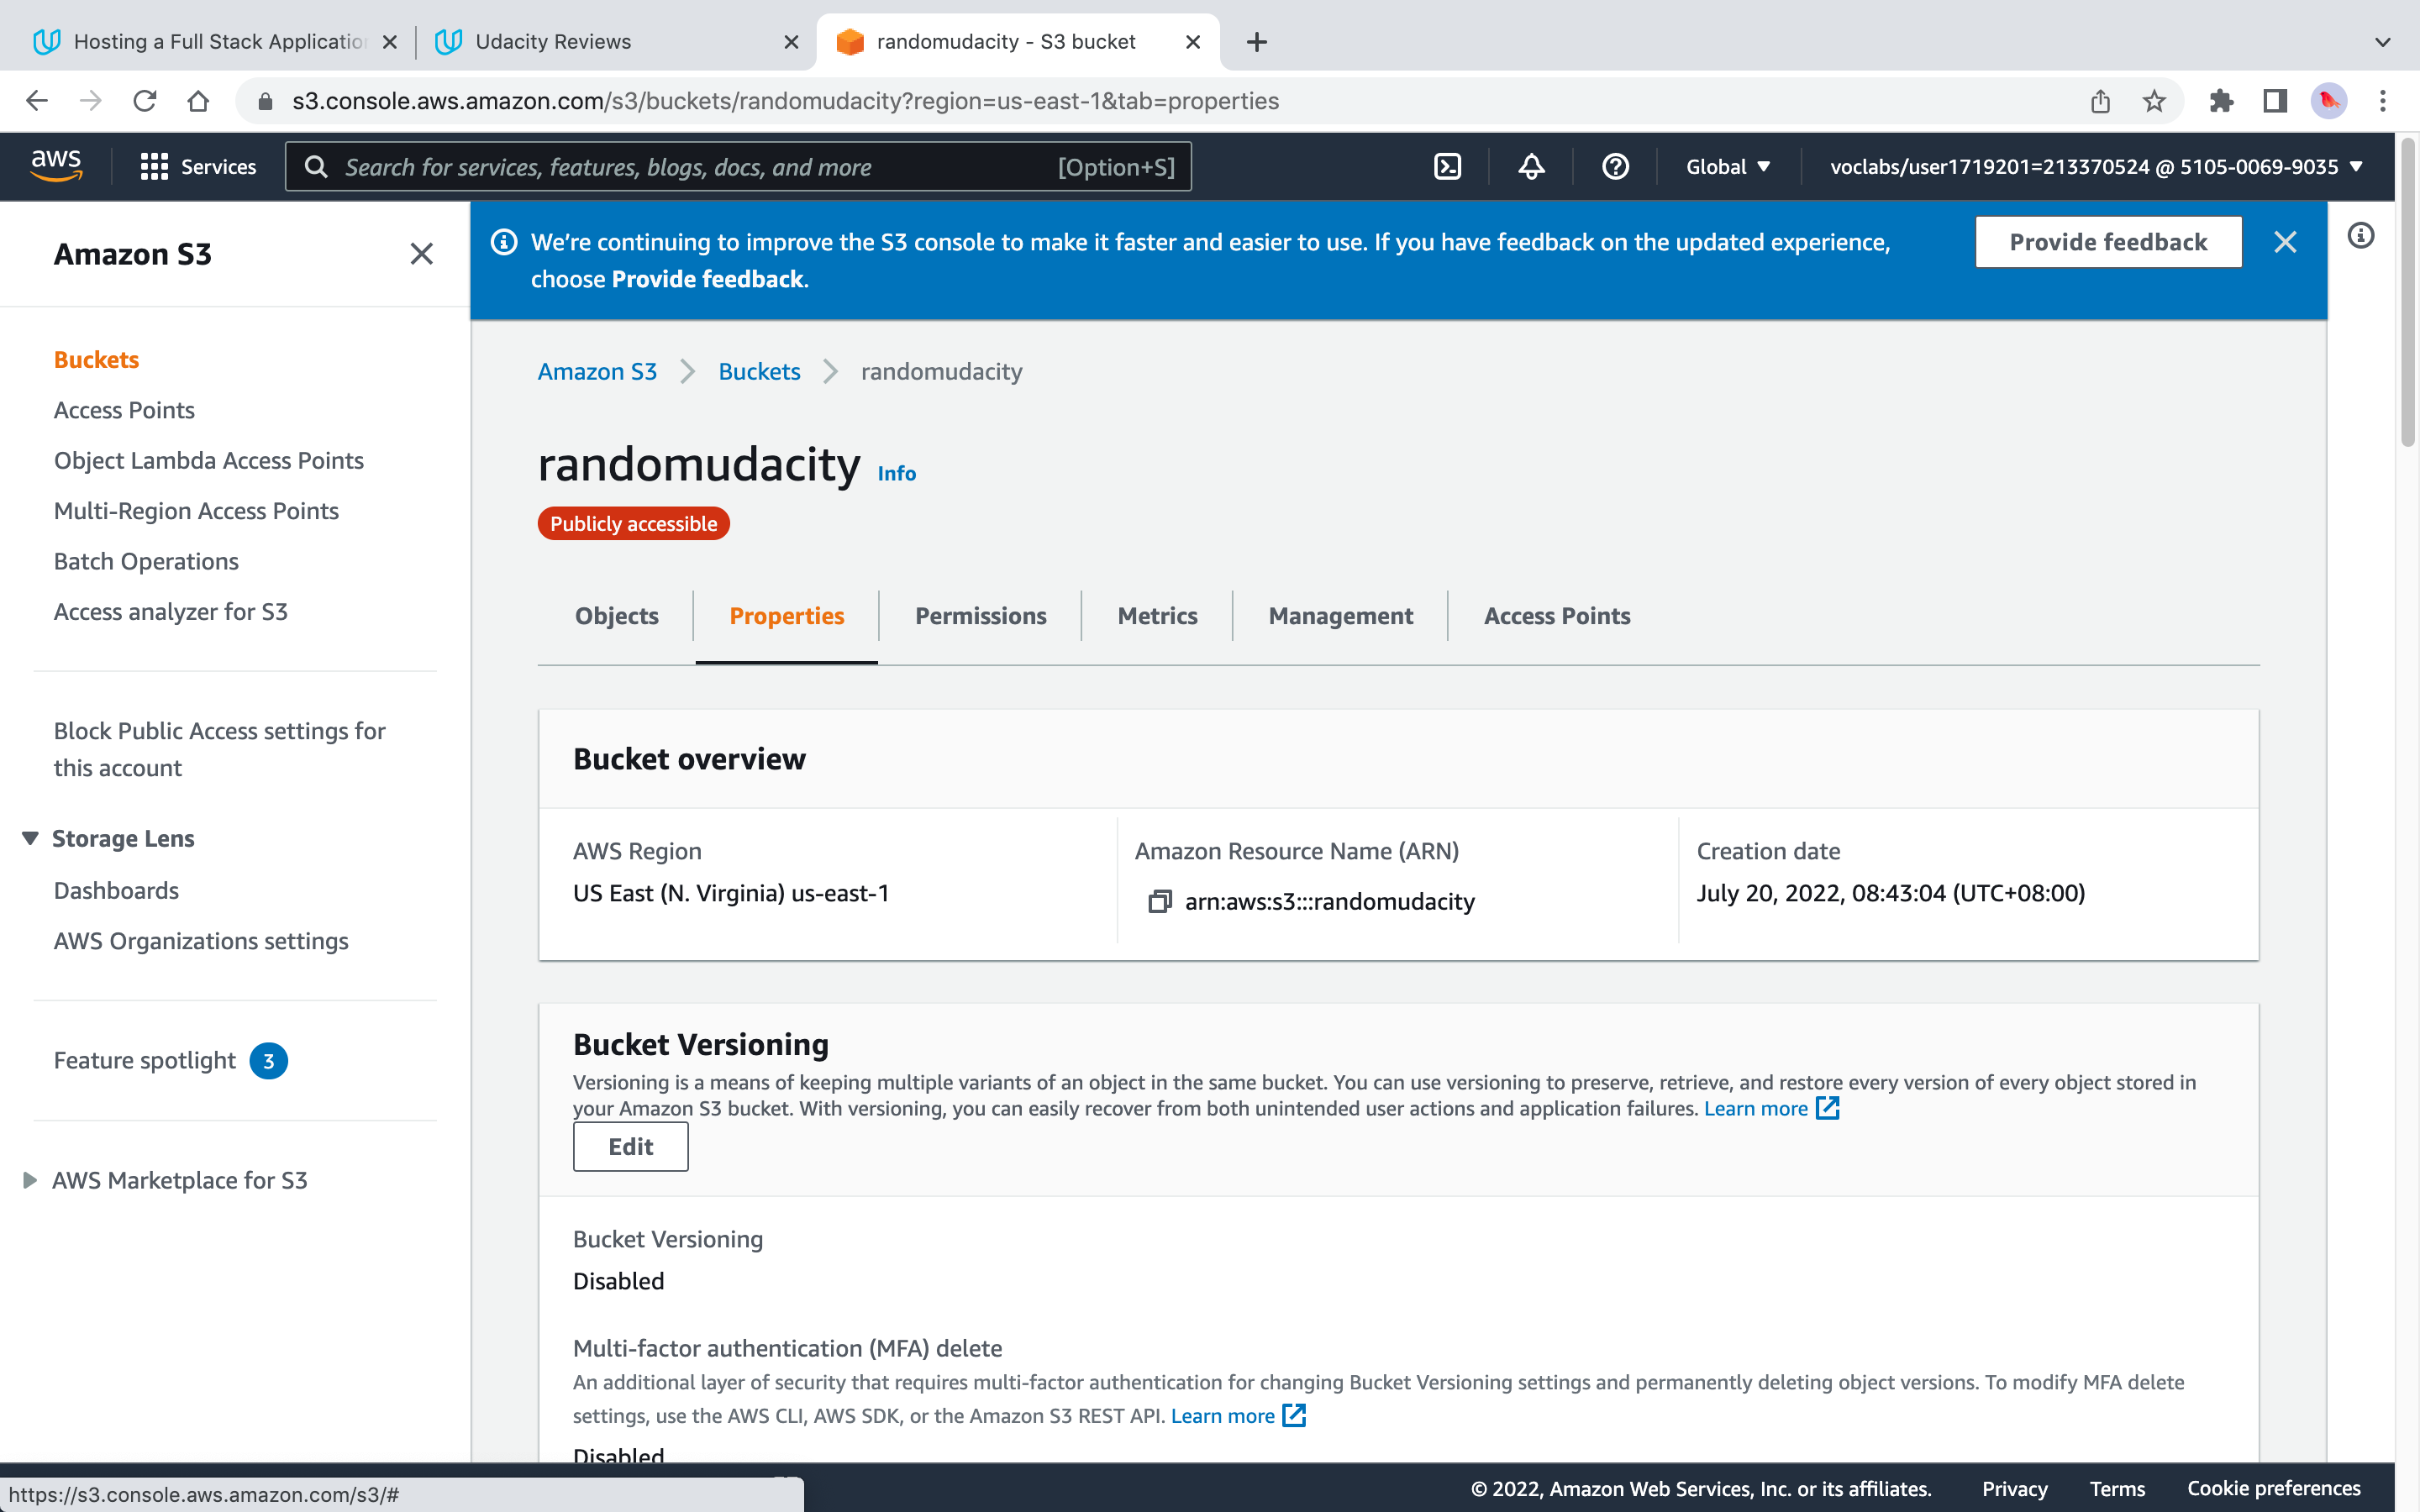 Hosting a Full Stack Applicatio
Udacity Reviews
randomudacity - S3 bucket
s3.console.aws.amazon.com/s3/buckets/randomudacity?region=us-east-1&tab=properties
aws
Services
Search for services, features, blogs, docs, and more
[Option+S]
Global
voclabs/user1719201=213370524 @ 5105-0069-9035
Amazon S3
Buckets
Access Points
Object Lambda Access Points
Multi-Region Access Points
Batch Operations
Access analyzer for S3
Block Public Access settings for
this account
Storage Lens
Dashboards
AWS Organizations settings
Feature spotlight 3
AWS Marketplace for S3
We're continuing to improve the S3 console to make it faster and easier to use. If you have feedback on the updated experience,
choose Provide feedback.
Provide feedback
Amazon S3 > Buckets > randomudacity
randomudacity Info
Publicly accessible
Objects
Properties
Permissions
Metrics
Management
Access Points
Bucket overview
AWS Region
US East (N. Virginia) us-east-1
Amazon Resource Name (ARN)
arn:aws:s3:::randomudacity
Creation date
July 20, 2022, 08:43:04 (UTC+08:00)
Bucket Versioning
Versioning is a means of keeping multiple variants of an object in the same bucket. You can use versioning to preserve, retrieve, and restore every version of every object stored in
your Amazon S3 bucket. With versioning, you can easily recover from both unintended user actions and application failures. Learn more
Edit
Bucket Versioning
Disabled
Multi-factor authentication (MFA) delete
An additional layer of security that requires multi-factor authentication for changing Bucket Versioning settings and permanently deleting object versions. To modify MFA delete
settings, use the AWS CLI, AWS SDK, or the Amazon S3 REST API. Learn more
Disabled
https://s3.console.aws.amazon.com/s3/#
© 2022, Amazon Web Services, Inc. or its affiliates.
Privacy
Terms
Cookie preferences